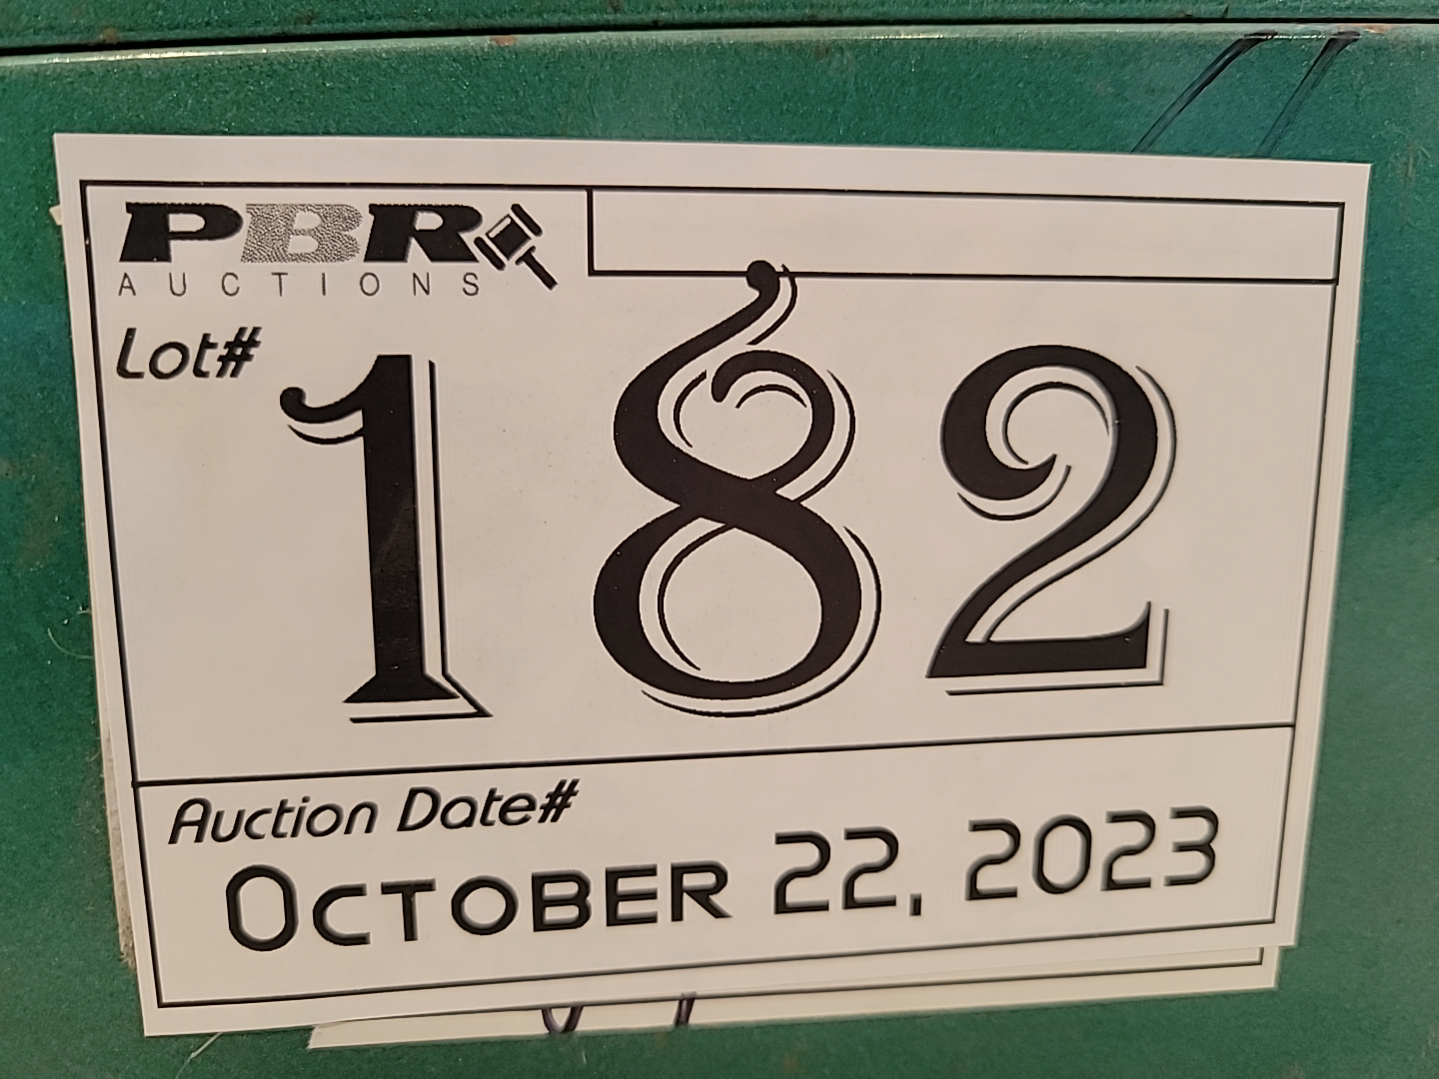 PBR
AUCTIONS
Lot#
182
Auction Date#
October 22, 2023